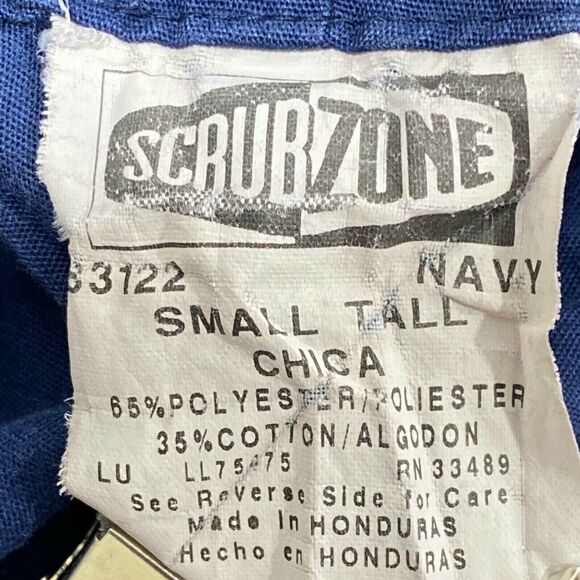 SCRUBZONE
33122 NAVY
SMALL TALL
CHICA
65% POLYESTER/POLIESTER
35% COTTON/ALGODON
LU LL75475 RN 33489
See Reverse Side for Care
Made in HONDURAS
Hecho en HONDURAS